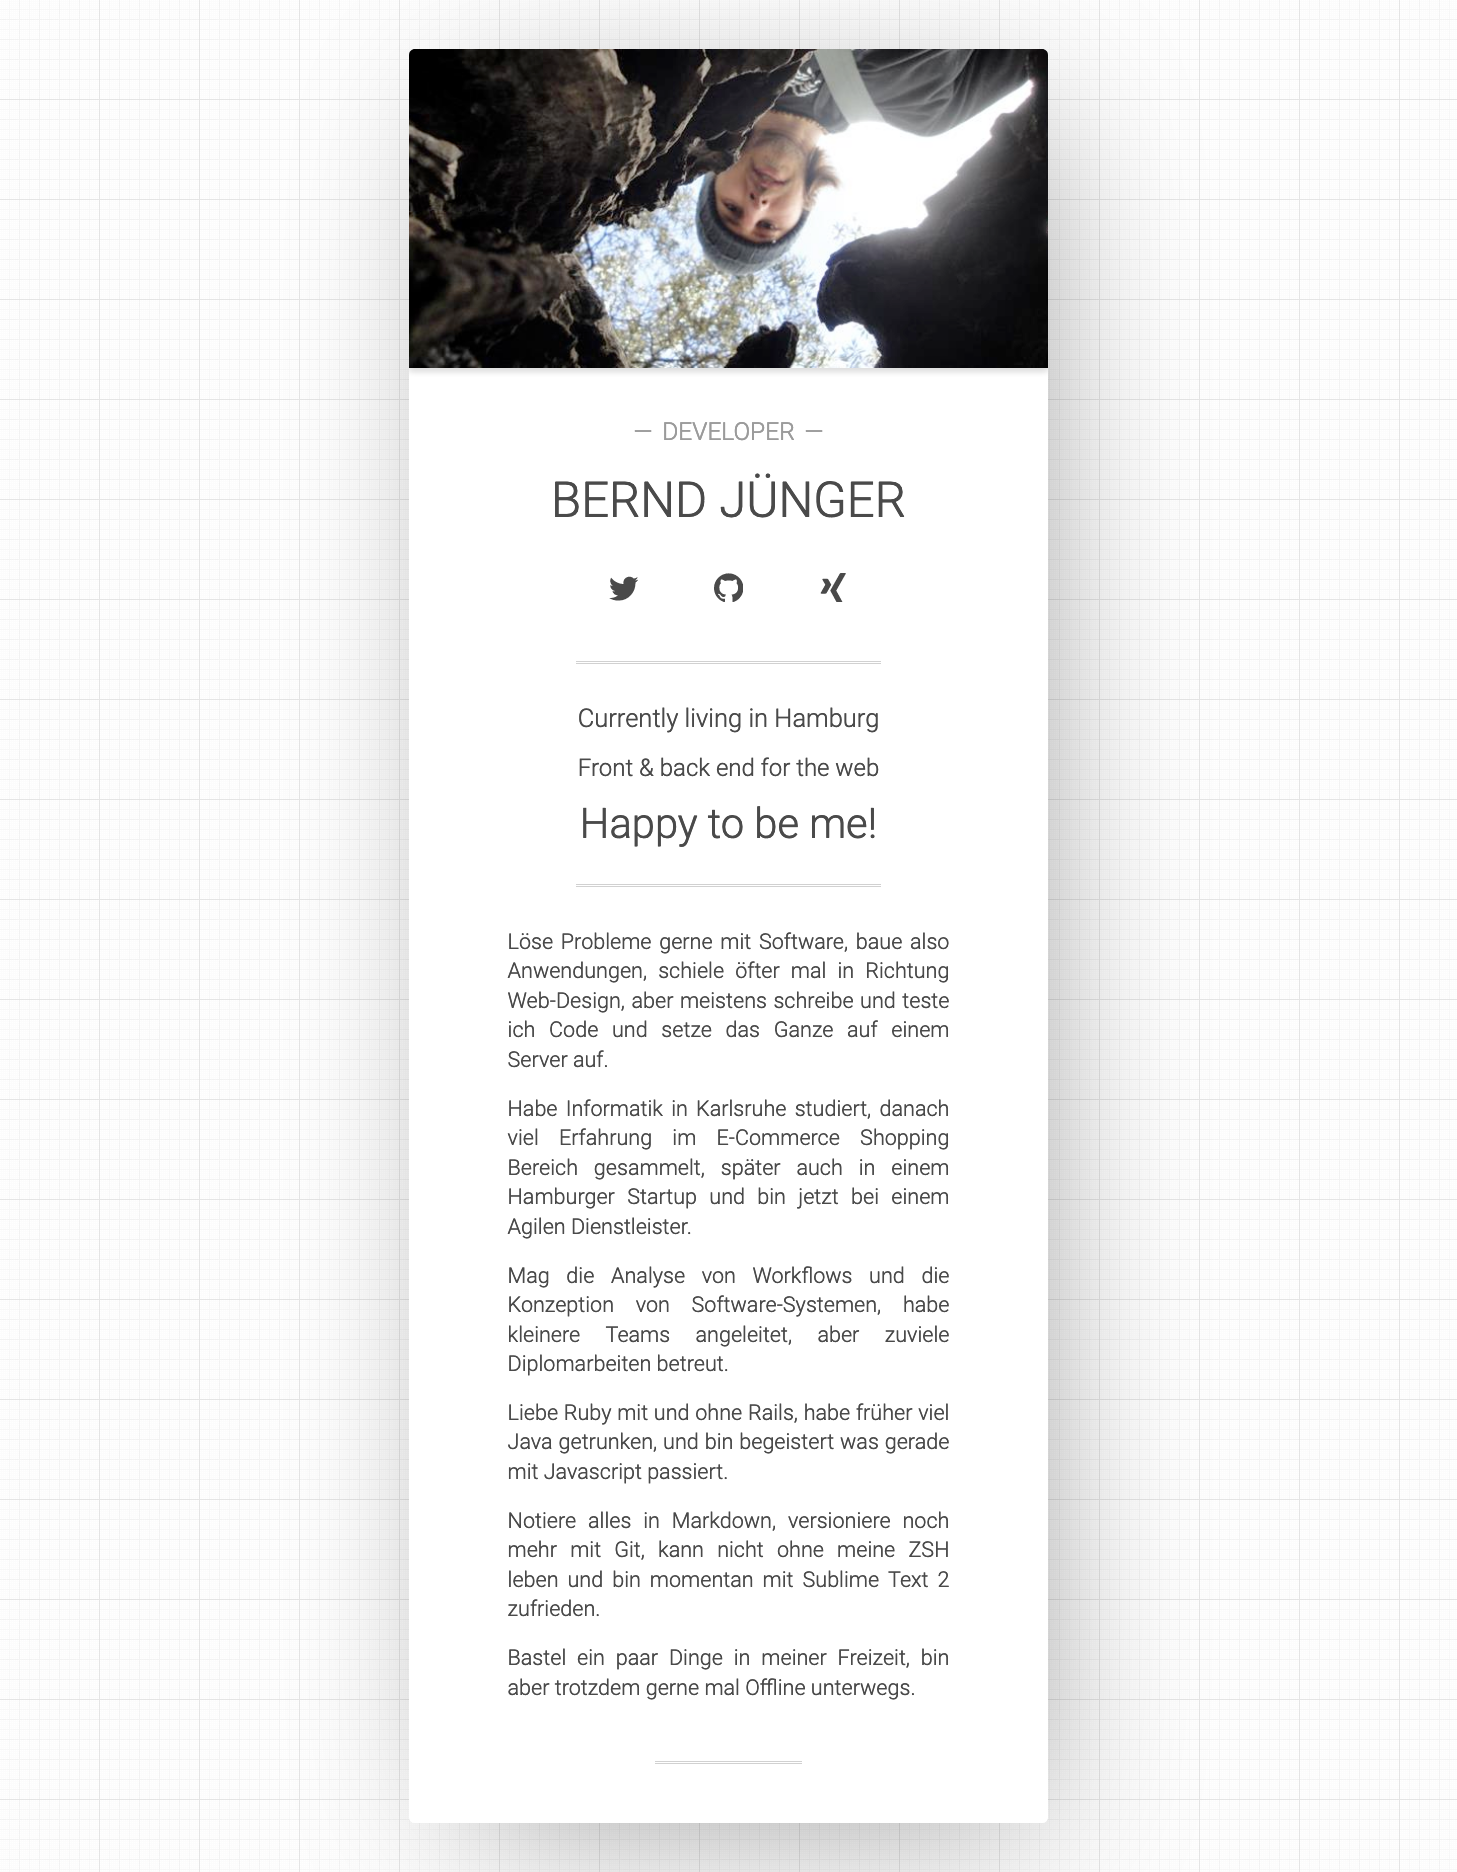 — DEVELOPER —
BERND JÜNGER
Currently living in Hamburg
Front & back end for the web
Happy to be me!
Löse Probleme gerne mit Software, baue also
Anwendungen, schiele öfter mal in Richtung
Web-Design, aber meistens schreibe und teste
ich Code und setze das Ganze auf einem
Server auf.
Habe Informatik in Karlsruhe studiert, danach
viel Erfahrung im E-Commerce Shopping
Bereich gesammelt, später auch in einem
Hamburger Startup und bin jetzt bei einem
Agilen Dienstleister.
Mag die Analyse von Workflows und die
Konzeption von Software-Systemen, habe
kleinere Teams angeleitet, aber zuviele
Diplomarbeiten betreut.
Liebe Ruby mit und ohne Rails, habe früher viel
Java getrunken, und bin begeistert was gerade
mit Javascript passiert.
Notiere alles in Markdown, versioniere noch
mehr mit Git, kann nicht ohne meine ZSH
leben und bin momentan mit Sublime Text 2
zufrieden.
Bastel ein paar Dinge in meiner Freizeit, bin
aber trotzdem gerne mal Offline unterwegs.